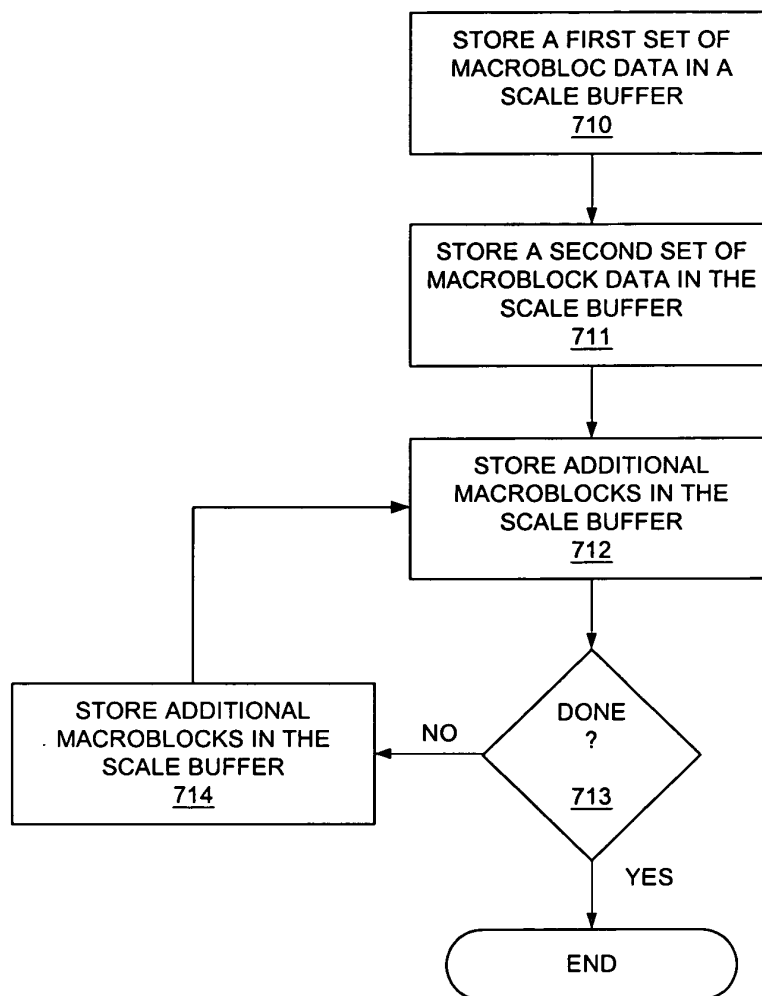 STORE A FIRST SET OF
MACROBLOC DATA IN A
SCALE BUFFER
710
STORE A SECOND SET OF
MACROBLOCK DATA IN THE
SCALE BUFFER
711
STORE ADDITIONAL
MACROBLOCKS IN THE
SCALE BUFFER
712
DONE
?
713
NO
STORE ADDITIONAL
MACROBLOCKS IN THE
SCALE BUFFER
714
YES
END